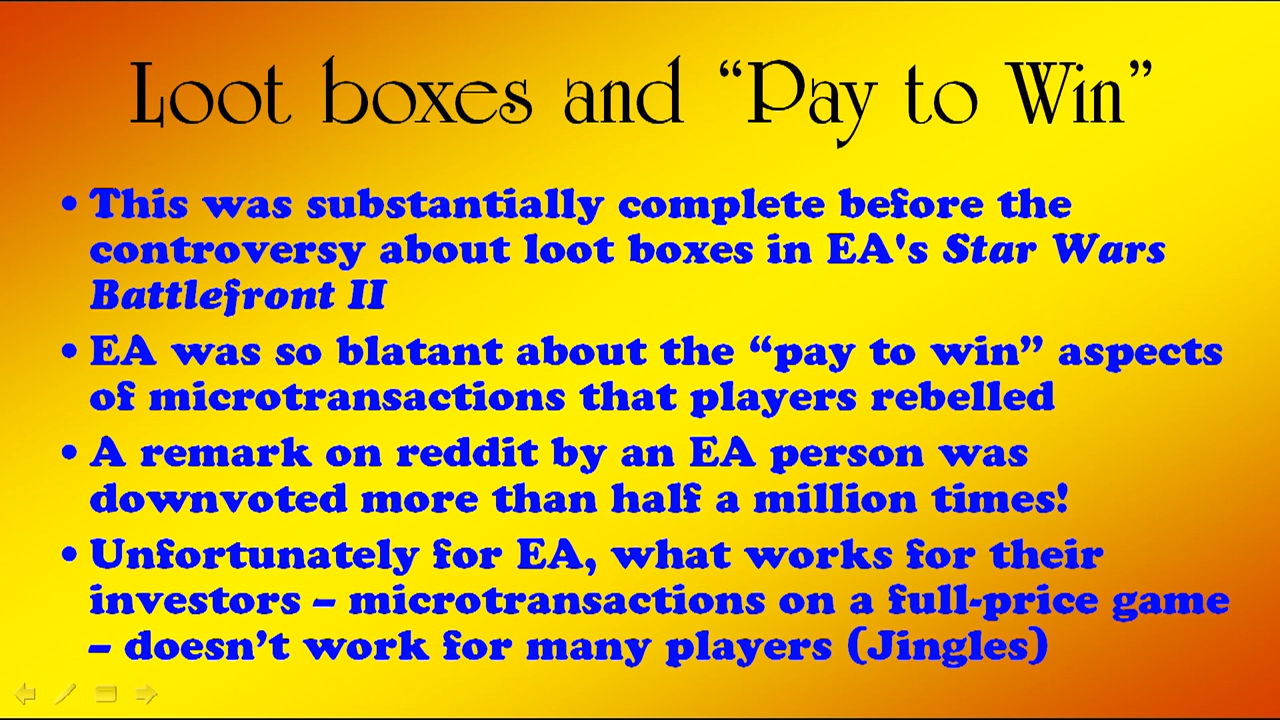 Loot boxes and “Pay to Win”
• This was substantially complete before the
controversy about loot boxes in EA's Star Wars
Battlefront II
• EA was so blatant about the “pay to win” aspects
of microtransactions that players rebelled
• A remark on reddit by an EA person was
downvoted more than half a million times!
• Unfortunately for EA, what works for their
investors – microtransactions on a full-price game
– doesn’t work for many players (Jingles)